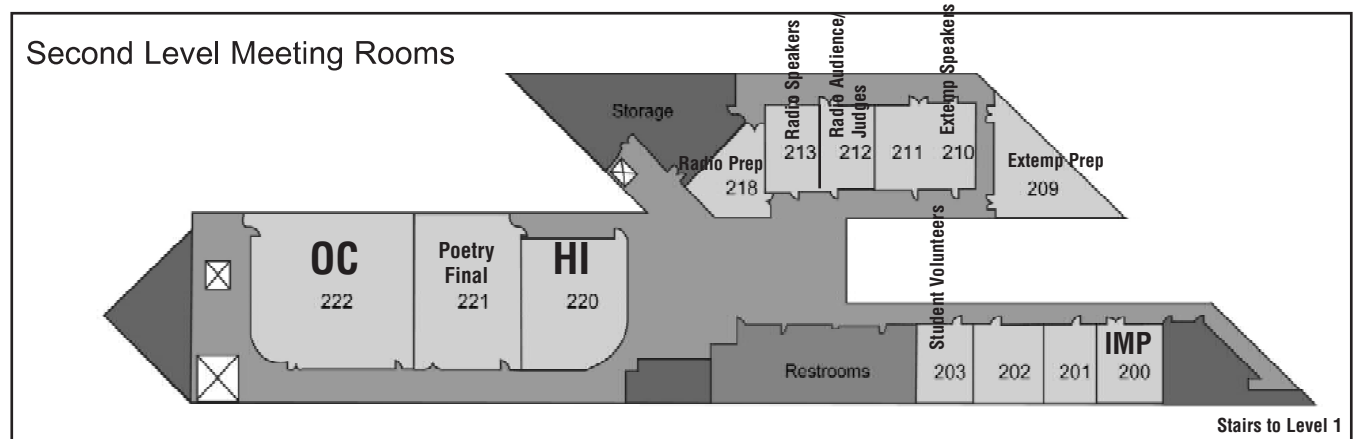 Second Level Meeting Rooms
Storage
Radio Speakers
Radio Audience/
Judges
Extemp Speakers
213
212
211
210
Radio Prep
218
Extemp Prep
209
OC
222
Poetry
Final
221
HI
220
Restrooms
Student Volunteers
203
202
201
IMP
200
Stairs to Level 1